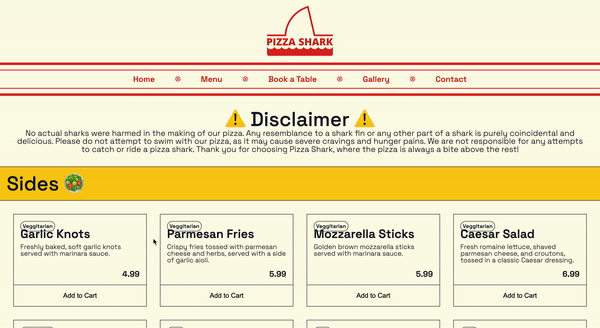 PIZZA SHARK
Home
Menu
Book a Table
Gallery
Contact
Disclaimer
No actual sharks were harmed in the making of our pizza. Any resemblance to a shark fin or any other part of a shark is purely coincidental and
delicious. Please do not attempt to swim with our pizza, as it may cause severe cravings and hunger pains. We are not responsible for any attempts
to catch or ride a pizza shark. Thank you for choosing Pizza Shark, where the pizza is always a bite above the rest!
Sides
Veggitarian
Garlic Knots
Freshly baked, soft garlic knots
served with marinara sauce.
4.99
Add to Cart
Veggitarian
Parmesan Fries
Crispy fries tossed with parmesan
cheese and herbs, served with a side
of garlic aioli.
5.99
Add to Cart
Veggitarian
Mozzarella Sticks
Golden brown mozzarella sticks
served with marinara sauce.
5.99
Add to Cart
Veggitarian
Caesar Salad
Fresh romaine lettuce, shaved
parmesan cheese, and croutons,
tossed in a classic Caesar dressing.
6.99
Add to Cart